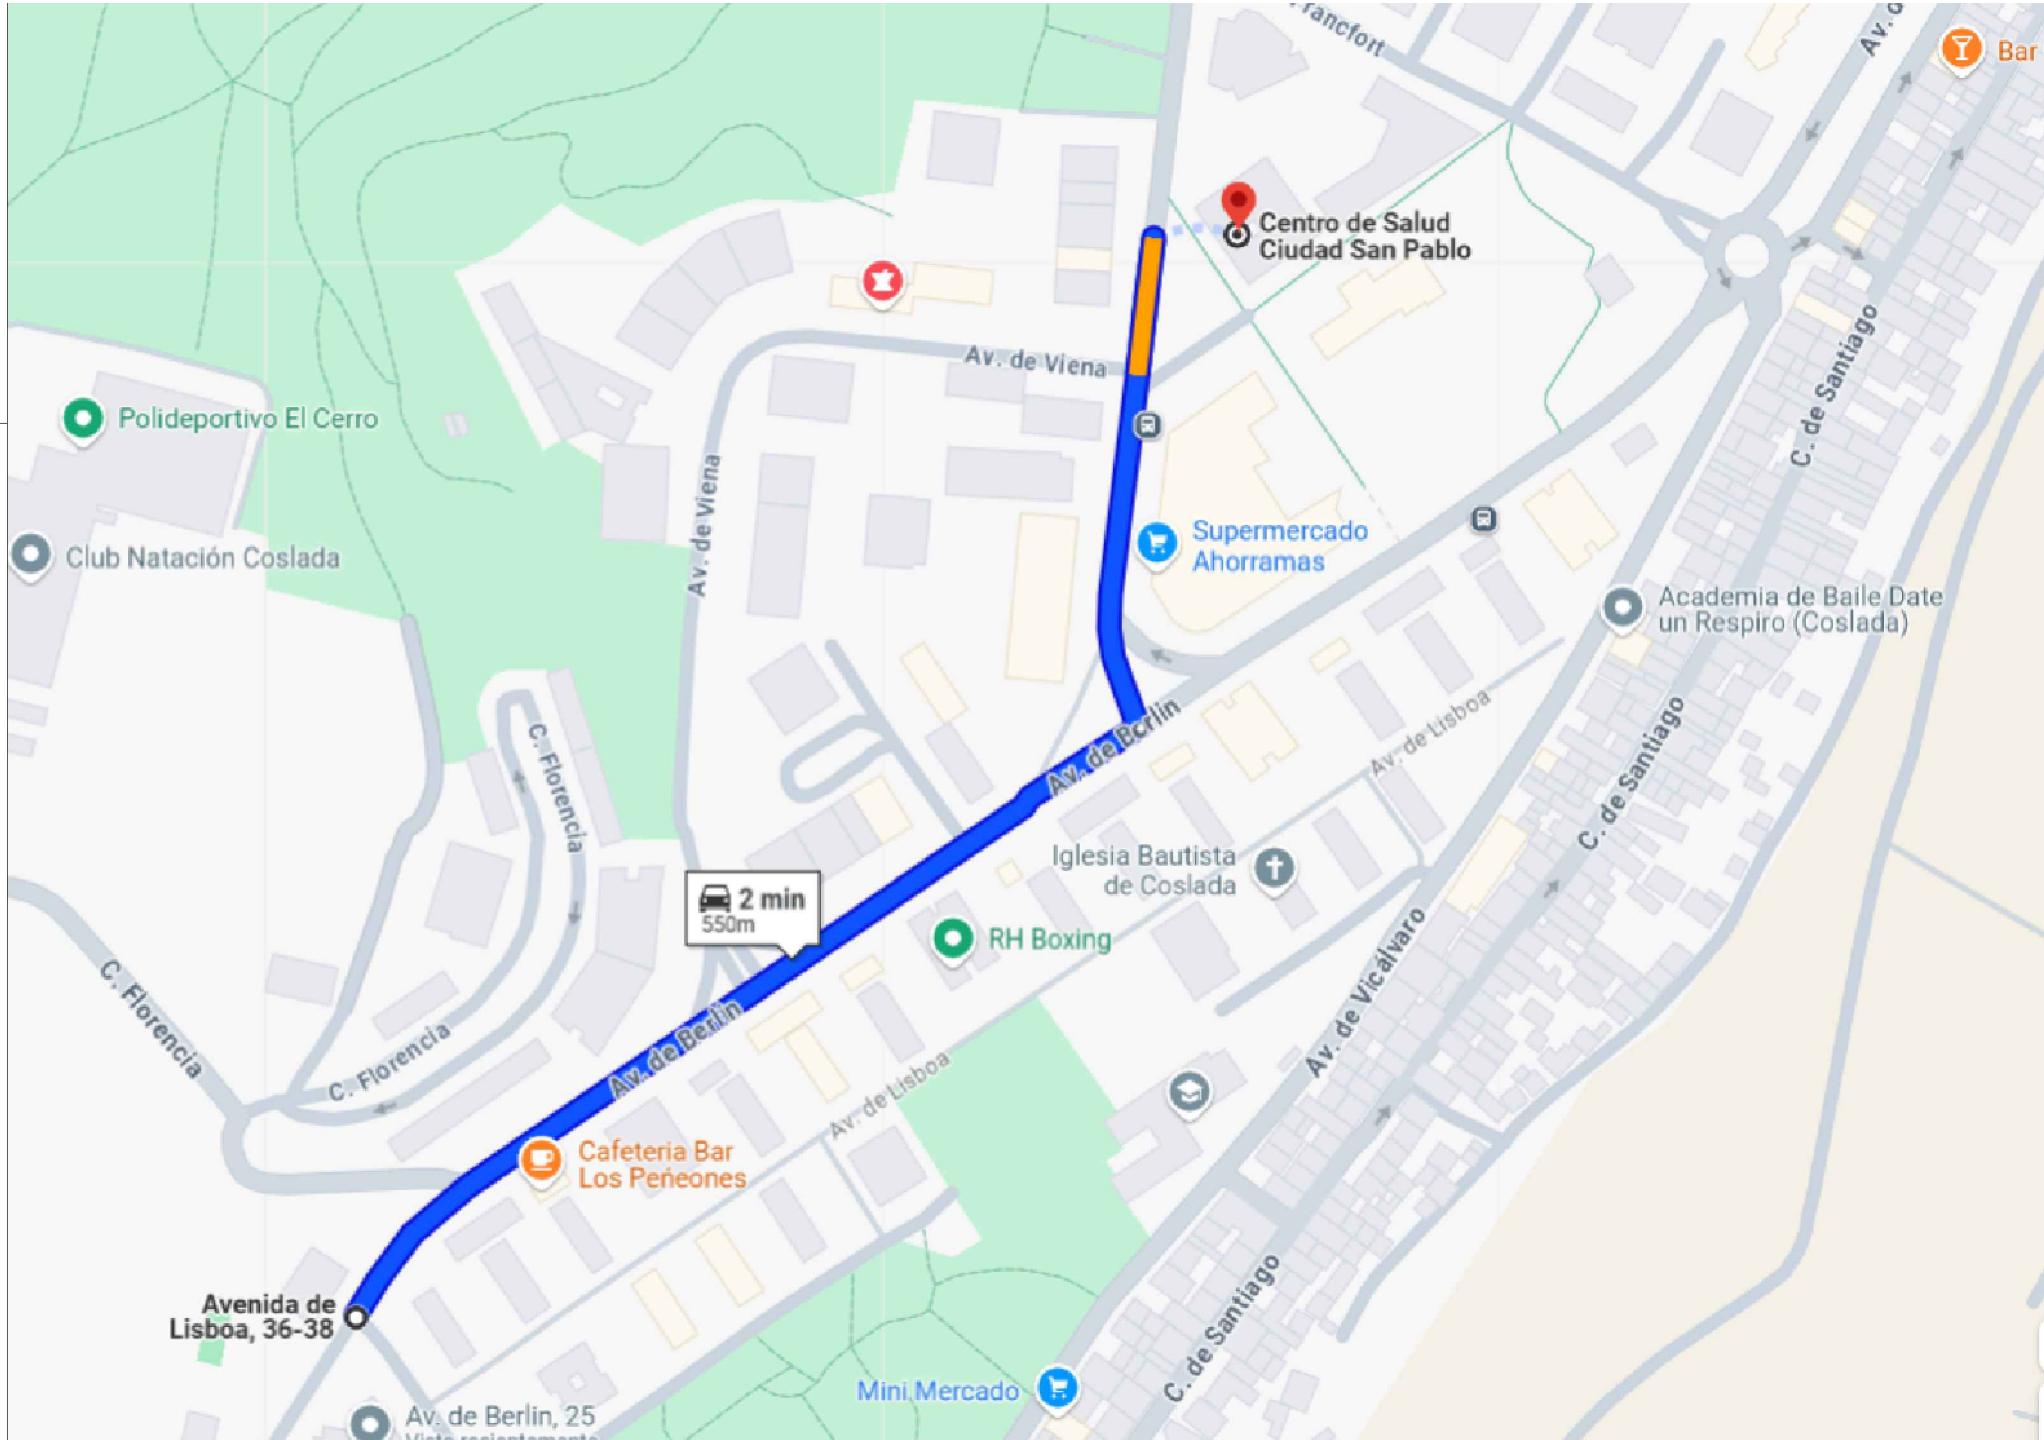 Francfort
Av. d
Bar
Centro de Salud
Ciudad San Pablo
Av. de Viena
C. de Santiago
Polideportivo El Cerro
Av. de Viena
Supermercado
Ahorramas
Club Natación Coslada
Academia de Baile Date
un Respiro (Coslada)
Av. de Berlin
Av. de Lisboa
C. de Santiago
C. Florencia
Iglesia Bautista
de Coslada
2 min
550m
RH Boxing
Av. de Vicálvaro
C. Florencia
Av. de Berlin
C. Florencia
Av. de Lisboa
Cafeteria Bar
Los Peñeones
Avenida de
Lisboa, 36-38
C. de Santiago
Mini Mercado
Av. de Berlin, 25